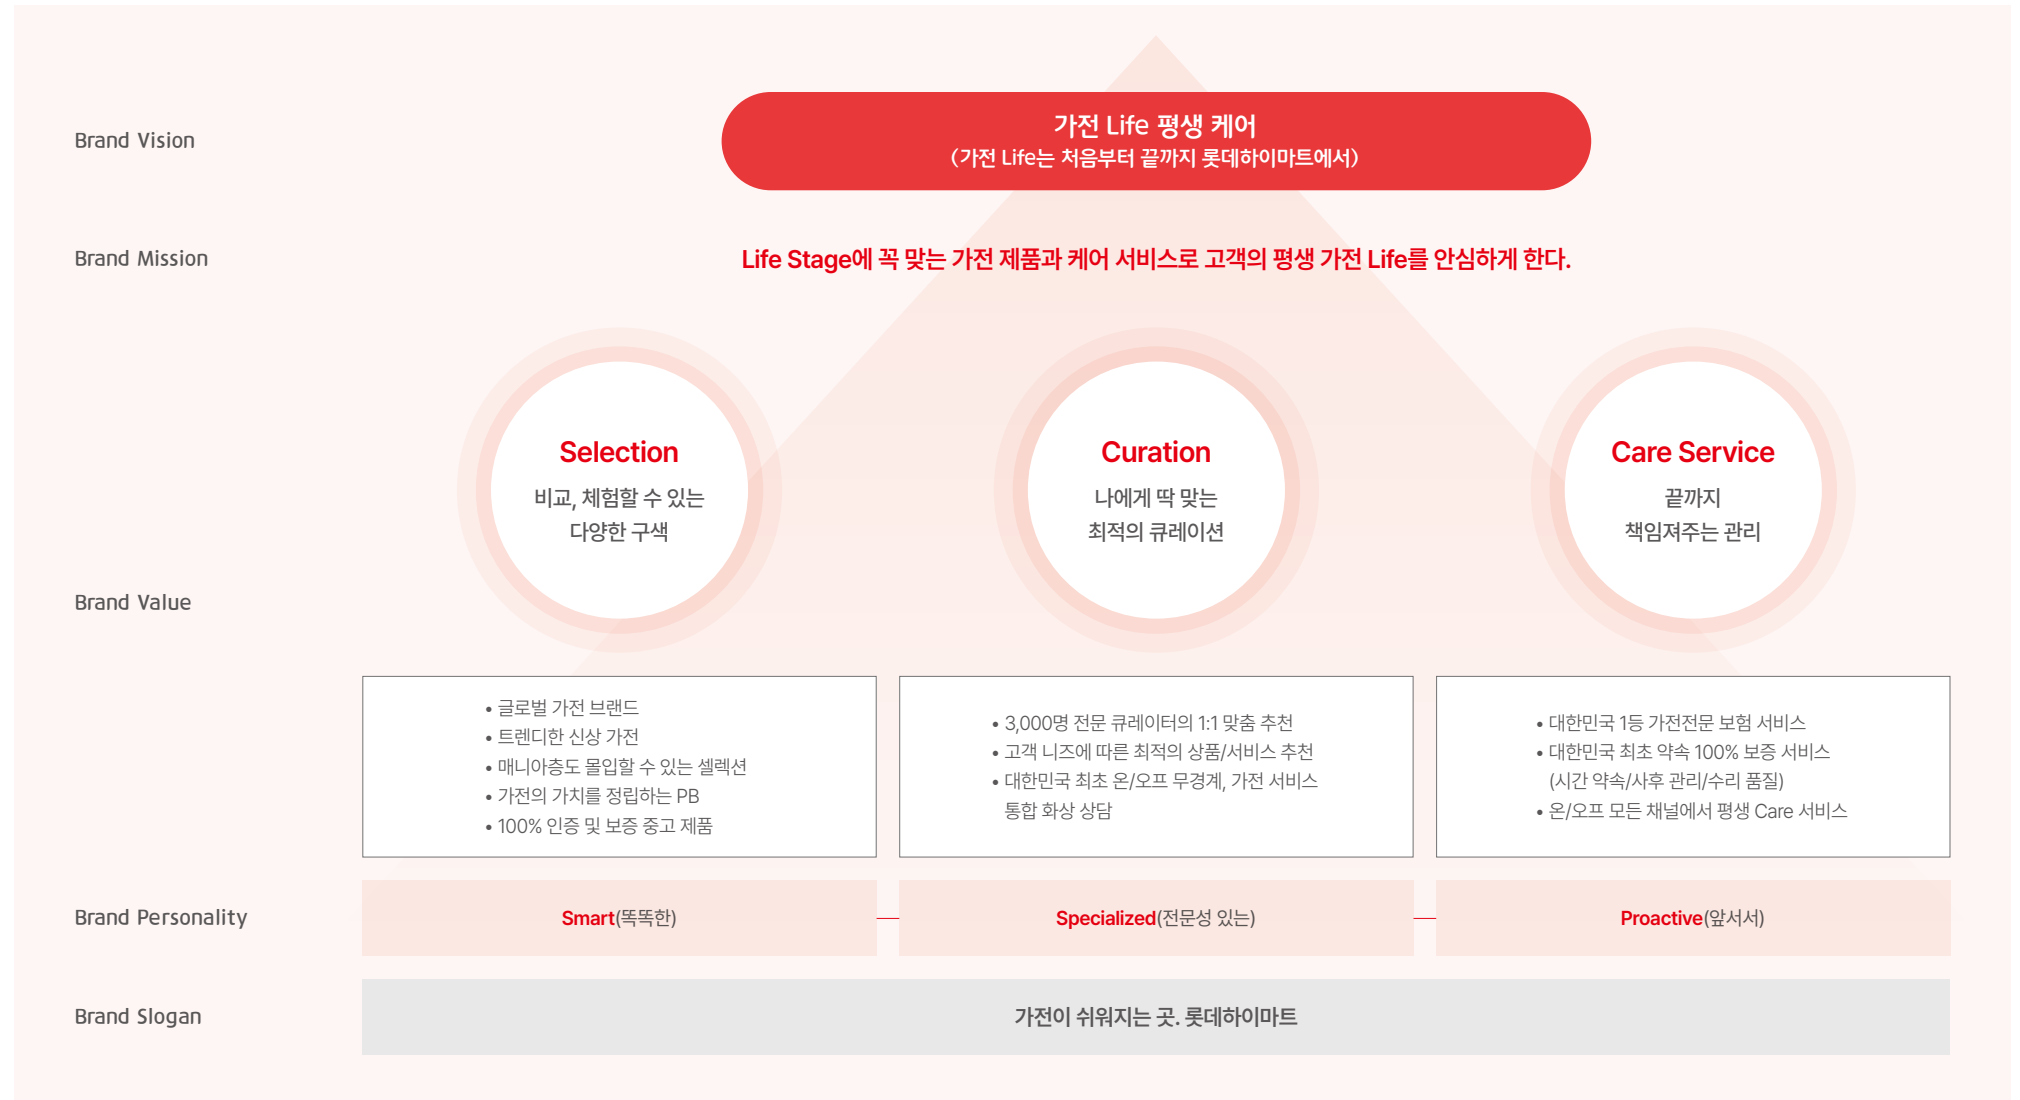 Brand Vision
가전 Life 평생 케어
(가전 Life는 처음부터 끝까지 롯데하이마트에서)
Brand Mission
Life Stage에 꼭 맞는 가전 제품과 케어 서비스로 고객의 평생 가전 Life를 안심하게 한다.
Brand Value
Selection
비교, 체험할 수 있는
다양한 구색
Curation
나에게 딱 맞는
최적의 큐레이션
Care Service
끝까지
책임져주는 관리
• 글로벌 가전 브랜드
• 트렌디한 신상 가전
• 매니아층도 몰입할 수 있는 셀렉션
• 가전의 가치를 정립하는 PB
• 100% 인증 및 보증 중고 제품
• 3,000명 전문 큐레이터의 1:1 맞춤 추천
• 고객 니즈에 따른 최적의 상품/서비스 추천
• 대한민국 최초 온/오프 무경계, 가전 서비스
통합 화상 상담
• 대한민국 1등 가전전문 보험 서비스
• 대한민국 최초 약속 100% 보증 서비스
(시간 약속/사후 관리/수리 품질)
• 온/오프 모든 채널에서 평생 Care 서비스
Brand Personality
Smart(똑똑한)
Specialized(전문성 있는)
Proactive(앞서서)
Brand Slogan
가전이 쉬워지는 곳. 롯데하이마트